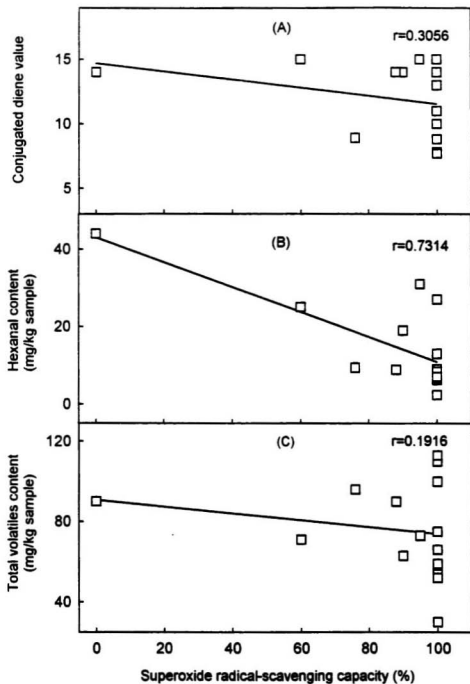 (A)
r=0.3056
Conjugated diene value
15
10
5
(B)
r=0.7314
Hexanal content
(mg/kg sample)
40
20
0
(C)
r=0.1916
Total volatiles content
(mg/kg sample)
120
80
40
0
20
40
60
80
100
Superoxide radical-scavenging capacity (%)